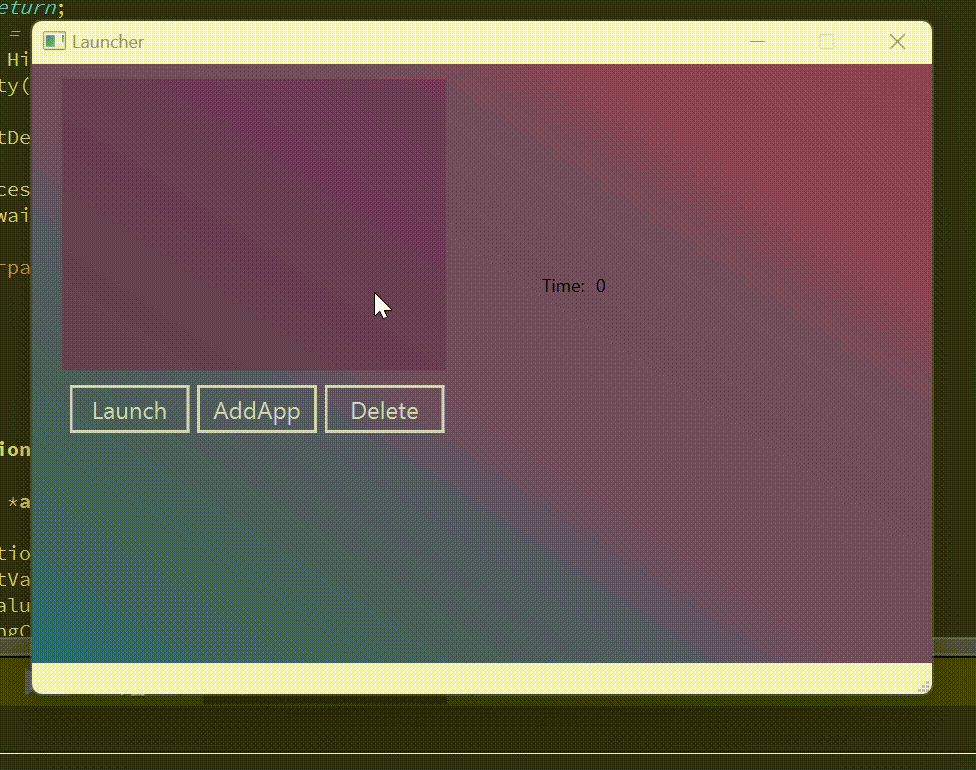 eturn;
=
Launcher
Hi
ty(
tDe
ces
wai
rpa
Time: 0
Launch AddApp Delete
ion
*a
tio
tVa
alu
ngC